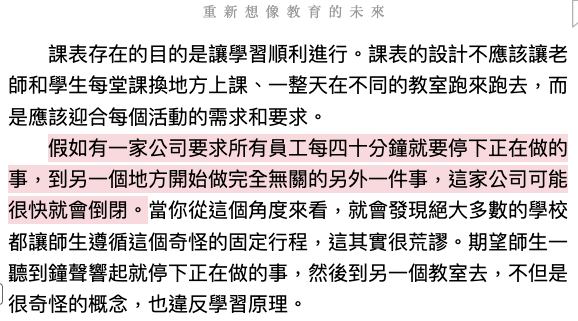 重新想像教育的未來
課表存在的目的是讓學習順利進行。課表的設計不應該讓老
師和學生每堂課換地方上課、一整天在不同的教室跑來跑去，而
是應該迎合每個活動的需求和要求。
假如有一家公司要求所有員工每四十分鐘就要停下正在做的
事，到另一個地方開始做完全無關的另外一件事，這家公司可能
很快就會倒閉。當你從這個角度來看，就會發現絕大多數的學校
都讓師生遵循這個奇怪的固定行程，這其實很荒謬。期望師生一
聽到鐘聲響起就停下正在做的事，然後到另一個教室去，不但是
很奇怪的概念，也違反學習原理。